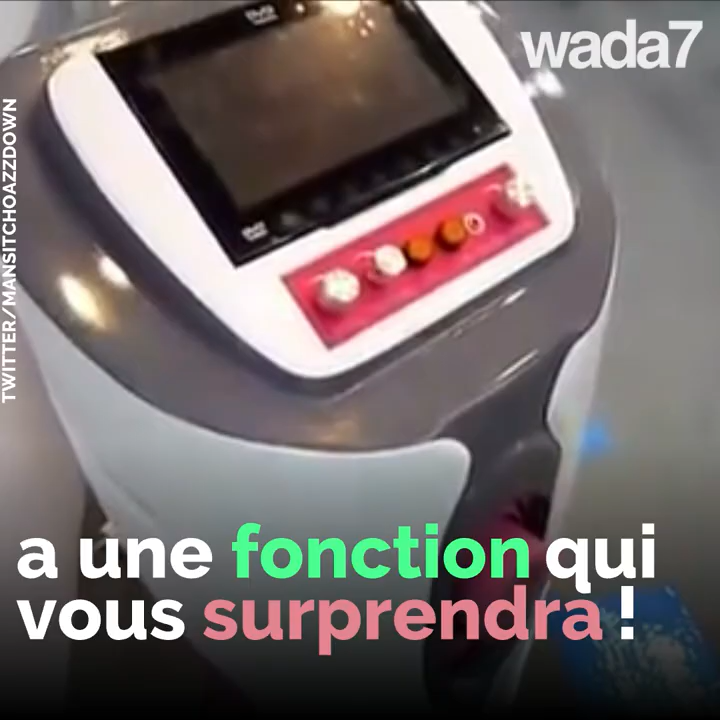 wada7
TWITTER/MANSITCHOAZZDOWN
a une fonction qui
vous surprendra !